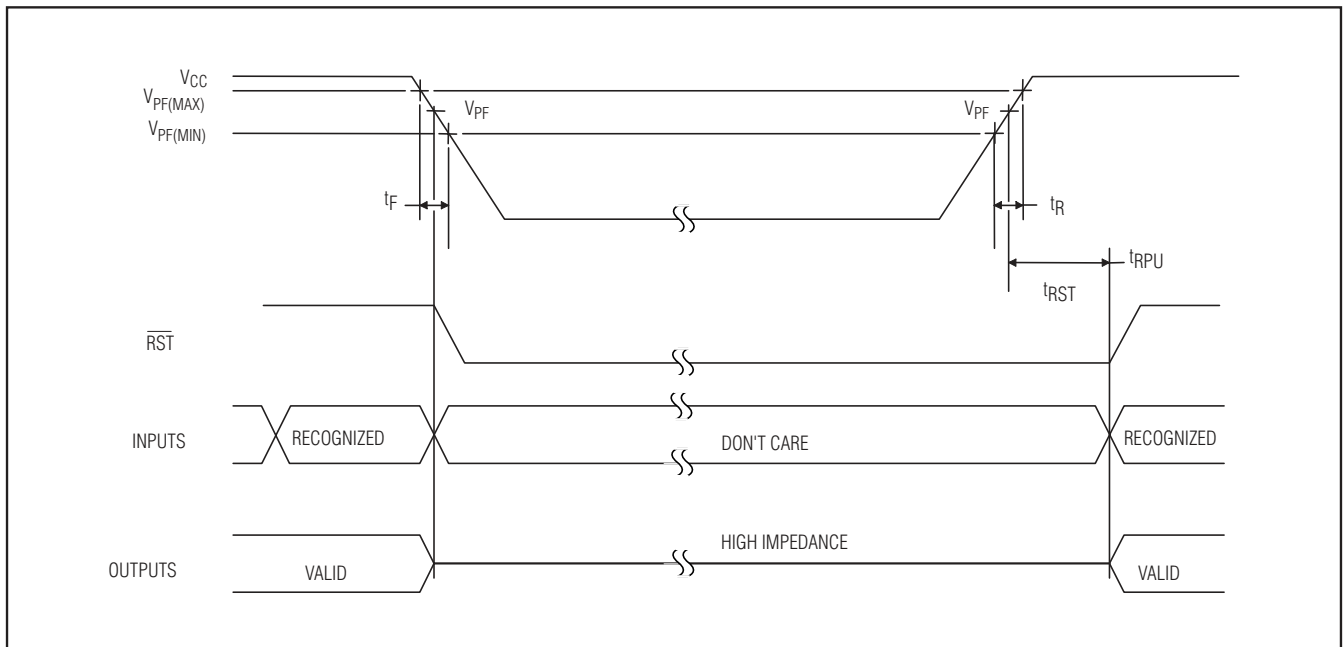 VCC
VPF(MAX)
VPF(MIN)
VPF
VPF
tF
tR
tRPU
tRST
RST
INPUTS
RECOGNIZED
DON'T CARE
RECOGNIZED
OUTPUTS
VALID
HIGH IMPEDANCE
VALID